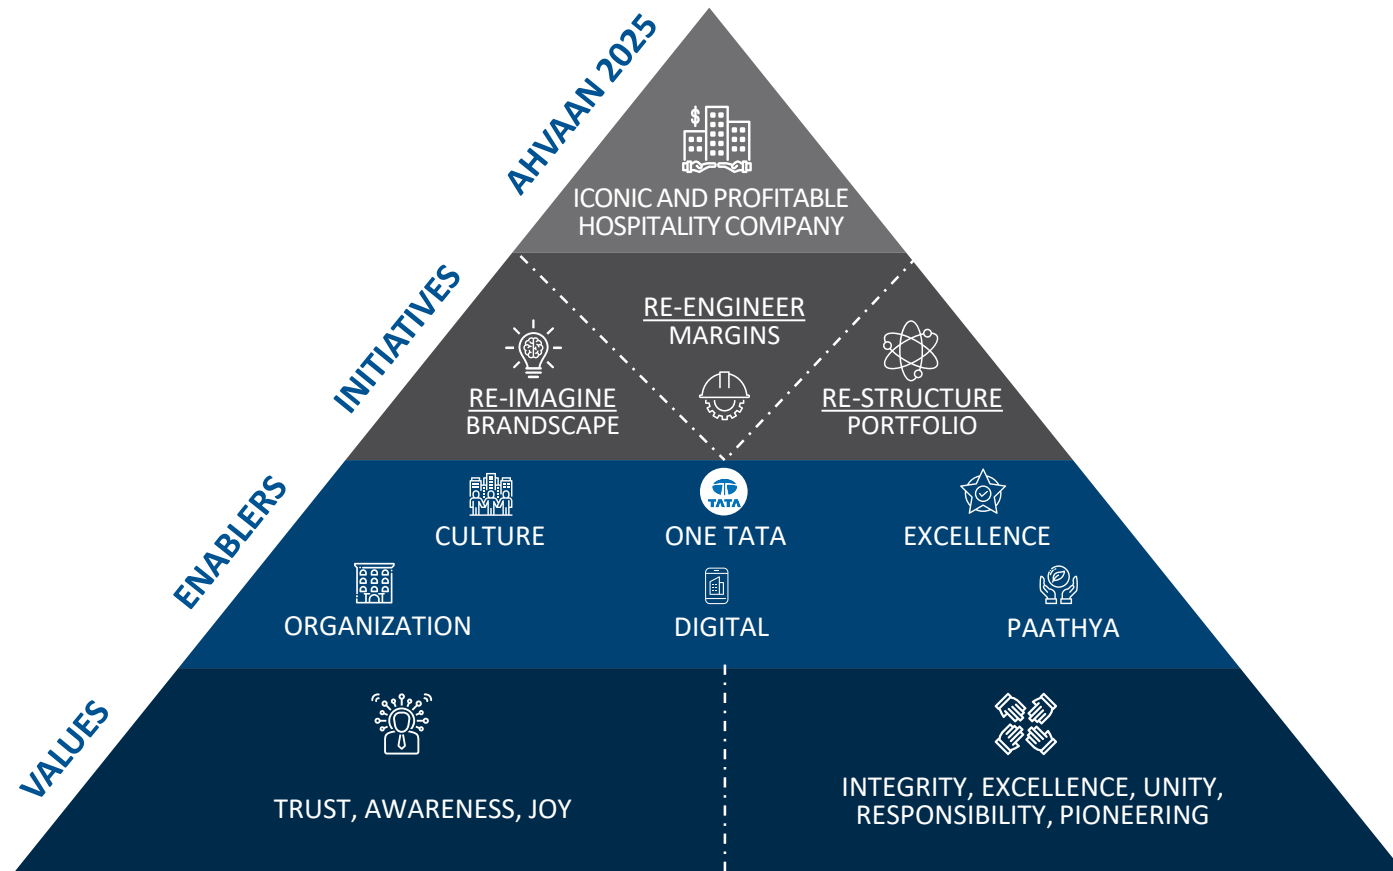 AHVAAN 2025
$
ICONIC AND PROFITABLE
HOSPITALITY COMPANY
INITIATIVES
RE-ENGINEER
MARGINS
RE-IMAGINE
BRANDSCAPE
RE-STRUCTURE
PORTFOLIO
ENABLERS
TATA
CULTURE
ONE TATA
EXCELLENCE
ORGANIZATION
DIGITAL
PAATHYA
VALUES
TRUST, AWARENESS, JOY
INTEGRITY, EXCELLENCE, UNITY,
RESPONSIBILITY, PIONEERING